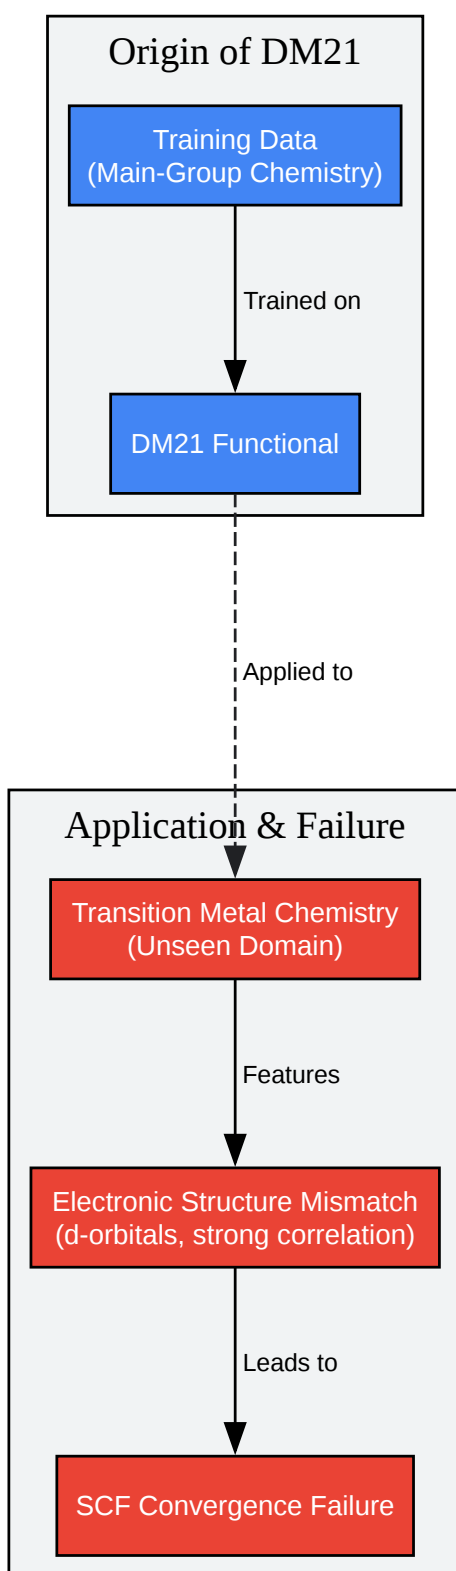 Origin of DM21
Training Data
(Main-Group Chemistry)
Trained on
DM21 Functional
Applied to
Application & Failure
Transition Metal Chemistry
(Unseen Domain)
Features
Electronic Structure Mismatch
(d-orbitals, strong correlation)
Leads to
SCF Convergence Failure